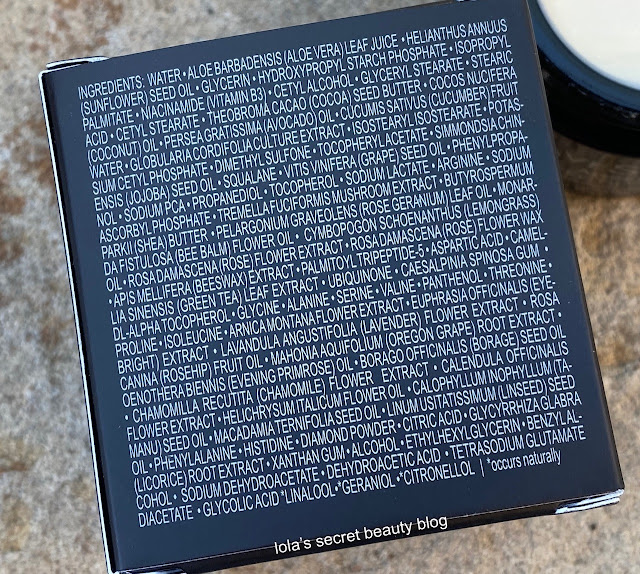 INGREDIENTS: WATER • ALOE BARBADENSIS (ALOE VERA) LEAF JUICE • HELIANTHUS ANNUUS
(SUNFLOWER) SEED OIL • GLYCERIN • HYDROXYPROPYL STARCH PHOSPHATE • ISOPROPYL
PALMITATE • NIACINAMIDE (VITAMIN B3) • CETYL ALCOHOL • GLYCERYL STEARATE • STEARIC
ACID • CETYL STEARATE • THEOBROMA CACAO (COCOA) SEED BUTTER • COCOS NUCIFERA
(COCONUT) OIL • PERSEA GRATISSIMA (AVOCADO) OIL • CUCUMIS SATIVUS (CUCUMBER) FRUIT
WATER • GLOBULARIA CORDIFOLIA CULTURE EXTRACT • ISOSTEARYL ISOSTEARATE • POTAS-
SIUM CETYL PHOSPHATE • DIMETHYL SULFONE • TOCOPHERYL ACETATE • SIMMONDSIA CHIN-
ENSIS (JOJOBA) SEED OIL • SQUALANE • VITIS VINIFERA (GRAPE) SEED OIL • PHENYLPROPA-
NOL • SODIUM PCA • PROPANEDIOL • TOCOPHEROL • SODIUM LACTATE • ARGININE • SODIUM
ASCORBYL PHOSPHATE • TREMELLA FUCIFORMIS MUSHROOM EXTRACT • BUTYROSPERMUM
PARKII (SHEA) BUTTER • PELARGONIUM GRAVEOLENS (ROSE GERANIUM) LEAF OIL • MONAR-
DA FISTULOSA (BEE BALM) FLOWER OIL • CYMBOPOGON SCHOENANTHUS (LEMONGRASS)
OIL • ROSA DAMASCENA (ROSE) FLOWER EXTRACT • ROSA DAMASCENA (ROSE) FLOWER WAX
• APIS MELLIFERA (BEESWAX) EXTRACT • PALMITOYL TRIPEPTIDE-5 • ASPARTIC ACID • CAMEL-
LIA SINENSIS (GREEN TEA) LEAF EXTRACT • UBIQUINONE • CAESALPINIA SPINOSA GUM •
DL-ALPHA TOCOPHEROL • GLYCINE • ALANINE • SERINE • VALINE • PANTHENOL • THREONINE •
PROLINE • ISOLEUCINE • ARNICA MONTANA FLOWER EXTRACT • EUPHRASIA OFFICINALIS (EYE-
BRIGHT) EXTRACT • LAVANDULA ANGUSTIFOLIA (LAVENDER) FLOWER EXTRACT • ROSA
CANINA (ROSEHIP) FRUIT OIL • MAHONIA AQUIFOLIUM (OREGON GRAPE) ROOT EXTRACT •
OENOTHERA BIENNIS (EVENING PRIMROSE) OIL • BORAGO OFFICINALIS (BORAGE) SEED OIL
• CHAMOMILLA RECUTITA (CHAMOMILE) FLOWER EXTRACT • CALENDULA OFFICINALIS
FLOWER EXTRACT • HELICHRYSUM ITALICUM FLOWER OIL • CALOPHYLLUM INOPHYLLUM (TA-
MANU) SEED OIL • MACADAMIA TERNIFOLIA SEED OIL • LINUM USITATISSIMUM (LINSEED) SEED
OIL • PHENYLALANINE • HISTIDINE • DIAMOND POWDER • CITRIC ACID • GLYCYRRHIZA GLABRA
(LICORICE) ROOT EXTRACT • XANTHAN GUM • ALCOHOL • ETHYLHEXYLGLYCERIN • BENZYL AL-
COHOL • SODIUM DEHYDROACETATE • DEHYDROACETIC ACID • TETRASODIUM GLUTAMATE
DIACETATE • GLYCOLIC ACID *LINALOOL *GERANIOL *CITRONELLOL | *occurs naturally
lola's secret beauty blog